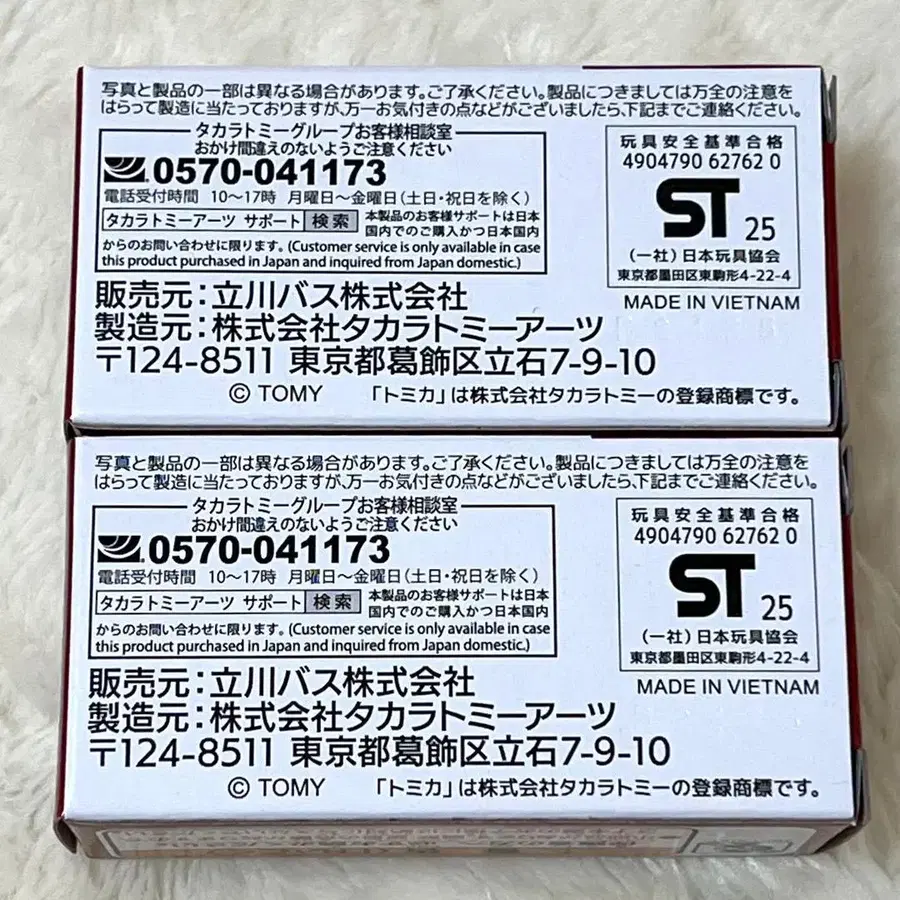 写真と製品の一部は異なる場合があります。ご了承ください。製品につきましては万全の注意を
はらって製造に当たっておりますが、万一お気付きの点などがございましたら、下記までご連絡ください。
タカラトミーグループお客様相談室
おかけ間違えのないようご注意ください
0570-041173
電話受付時間 10〜17時 月曜日〜金曜日(土日・祝日を除く)
タカラトミーアーツ サポート 検索 本製品のお客様サポートは日本
国内でのご購入かつ日本国内
からのお問い合わせに限ります。(Customer service is only available in case
this product purchased in Japan and inquired from Japan domestic.)
玩具安全基準合格
4904790 62762 0
ST 25
(一社)日本玩具協会
東京都墨田区東駒形4-22-4
MADE IN VIETNAM
販売元:立川バス株式会社
製造元:株式会社タカラトミーアーツ
〒124-8511 東京都葛飾区立石7-9-10
© TOMY 「トミカ」は株式会社タカラトミーの登録商標です。
写真と製品の一部は異なる場合があります。ご了承ください。製品につきましては万全の注意を
はらって製造に当たっておりますが、万一お気付きの点などがございましたら、下記までご連絡ください。
タカラトミーグループお客様相談室
おかけ間違えのないようご注意ください
0570-041173
電話受付時間 10〜17時 月曜日〜金曜日(土日・祝日を除く)
タカラトミーアーツ サポート 検索 本製品のお客様サポートは日本
国内でのご購入かつ日本国内
からのお問い合わせに限ります。(Customer service is only available in case
this product purchased in Japan and inquired from Japan domestic.)
玩具安全基準合格
4904790 62762 0
ST 25
(一社)日本玩具協会
東京都墨田区東駒形4-22-4
MADE IN VIETNAM
販売元:立川バス株式会社
製造元:株式会社タカラトミーアーツ
〒124-8511 東京都葛飾区立石7-9-10
© TOMY 「トミカ」は株式会社タカラトミーの登録商標です。